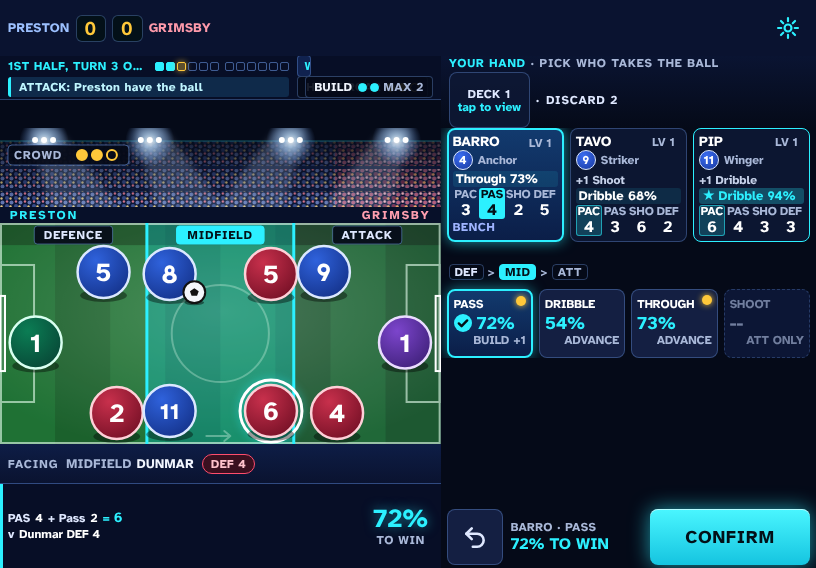 PRESTON 0 0 GRIMSBY
1ST HALF, TURN 3 O...
ATTACK: Preston have the ball
BUILD MAX 2
CROWD
PRESTON GRIMSBY
DEFENCE MIDFIELD ATTACK
5 8 5 9
1 1
2 11 6 4
FACING MIDFIELD DUNMAR DEF 4
PAS 4 + Pass 2 = 6
v Dunmar DEF 4
72%
TO WIN
YOUR HAND · PICK WHO TAKES THE BALL
DECK 1
tap to view
· DISCARD 2
BARRO LV 1
4 Anchor
Through 73%
PAC PAS SHO DEF
3 4 2 5
BENCH
TAVO LV 1
9 Striker
+1 Shoot
Dribble 68%
PAC PAS SHO DEF
4 3 6 2
PIP LV 1
11 Winger
+1 Dribble
★ Dribble 94%
PAC PAS SHO DEF
6 4 3 3
DEF > MID > ATT
PASS
72%
BUILD +1
DRIBBLE
54%
ADVANCE
THROUGH
73%
ADVANCE
SHOOT
--
ATT ONLY
BARRO · PASS
72% TO WIN
CONFIRM